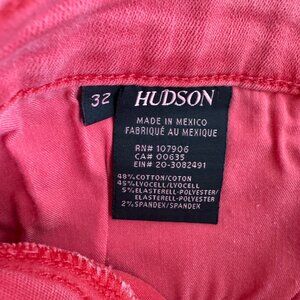 32
HUDSON
MADE IN MEXICO
FABRIQUÉ AU MEXIQUE
RN# 107906
CA# 00635
EIN# 20-3082491
48% COTTON/COTON
45% LYOCELL/LYOCELL
5% ELASTERELL-POLYESTER/
ELASTERELL-POLYESTER
2% SPANDEX/SPANDEX